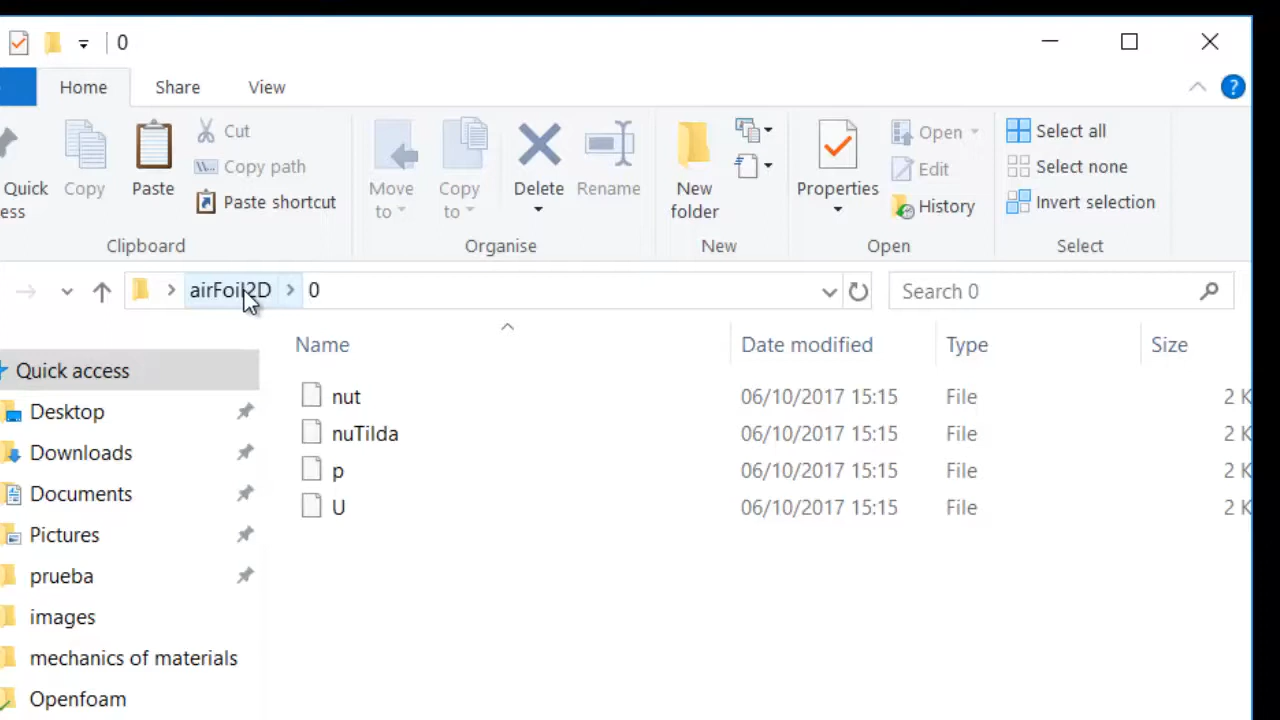 0
Home Share View
Cut
Copy path
Paste shortcut
Quick
ess
Copy
Paste
Move to
Copy to
Delete
Rename
New folder
Properties
Open
Edit
History
Select all
Select none
Invert selection
Clipboard Organise New Open Select
airFoil2D 0
Search 0
Name Date modified Type Size
nut 06/10/2017 15:15 File 2 K
nuTilda 06/10/2017 15:15 File 2 K
p 06/10/2017 15:15 File 2 K
U 06/10/2017 15:15 File 2 K
Quick access
Desktop
Downloads
Documents
Pictures
prueba
images
mechanics of materials
Openfoam